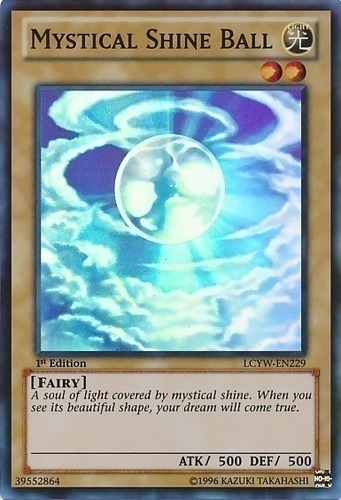 MYSTICAL SHINE BALL
LIGHT
光
1st Edition
LCYW-EN229
[FAIRY]
A soul of light covered by mystical shine. When you
see its beautiful shape, your dream will come true.
ATK/ 500 DEF/ 500
39552864
©1996 KAZUKI TAKAHASHI